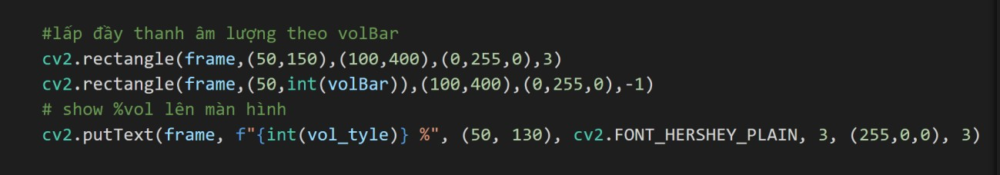 #lấp đầy thanh âm lượng theo volBar
cv2.rectangle(frame,(50,150),(100,400),(0,255,0),3)
cv2.rectangle(frame,(50,int(volBar)),(100,400),(0,255,0),-1)
# show %vol lên màn hình
cv2.putText(frame, f"{int(vol_tyle)} %", (50, 130), cv2.FONT_HERSHEY_PLAIN, 3, (255,0,0), 3)